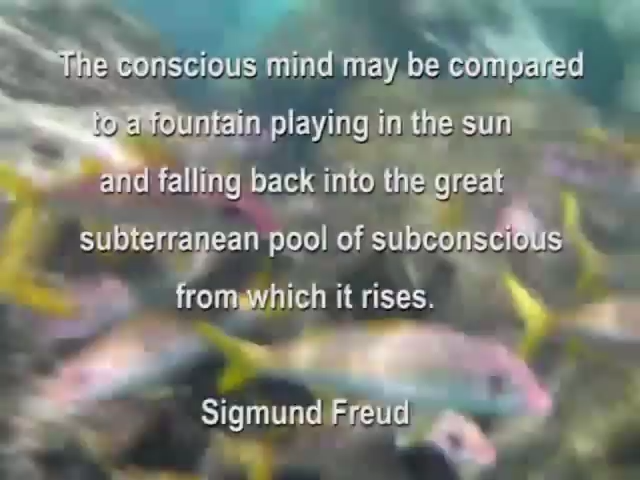 The conscious mind may be compared
to a fountain playing in the sun
and falling back into the great
subterranean pool of subconscious
from which it rises.
Sigmund Freud